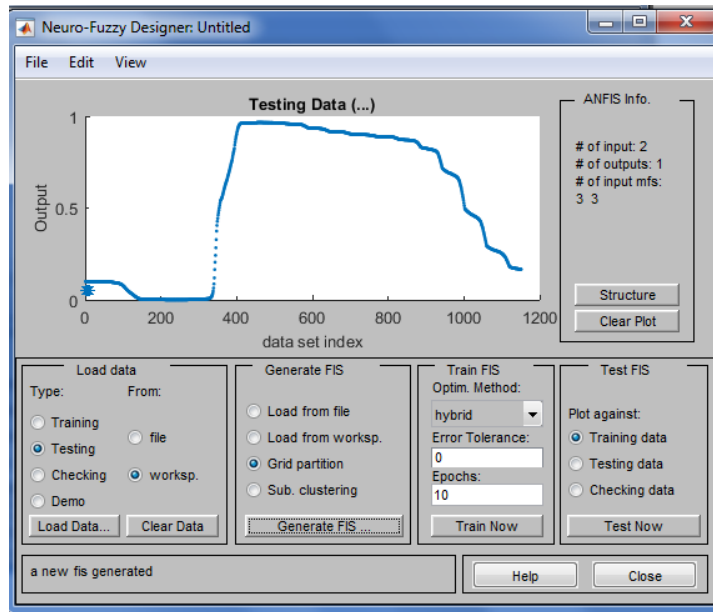 Neuro-Fuzzy Designer: Untitled
File Edit View
Testing Data (...)
1
0.5
0
Output
0 200 400 600 800 1000 1200
data set index
ANFIS Info.
# of input: 2
# of outputs: 1
# of input mfs:
3 3
Structure
Clear Plot
Load data
Type: From:
Training
Testing
Checking
Demo
file
worksp.
Load Data... Clear Data
Generate FIS
Load from file
Load from worksp.
Grid partition
Sub. clustering
Generate FIS ...
Train FIS
Optim. Method:
hybrid
Error Tolerance:
0
Epochs:
10
Train Now
Test FIS
Plot against:
Training data
Testing data
Checking data
Test Now
a new fis generated
Help Close